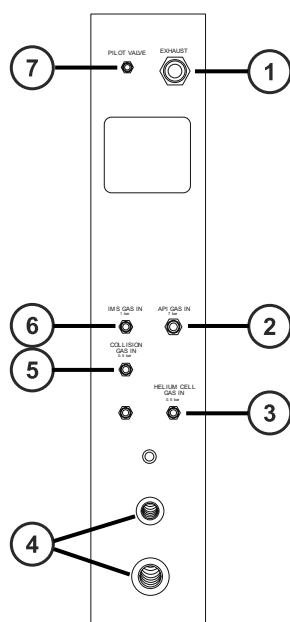 PILOT VALVE
EXHAUST
7
1
IMS GAS IN
1 bar
API GAS IN
7 bar
6
2
COLLISION
GAS IN
0.5 bar
5
HELIUM CELL
GAS IN
0.5 bar
3
4